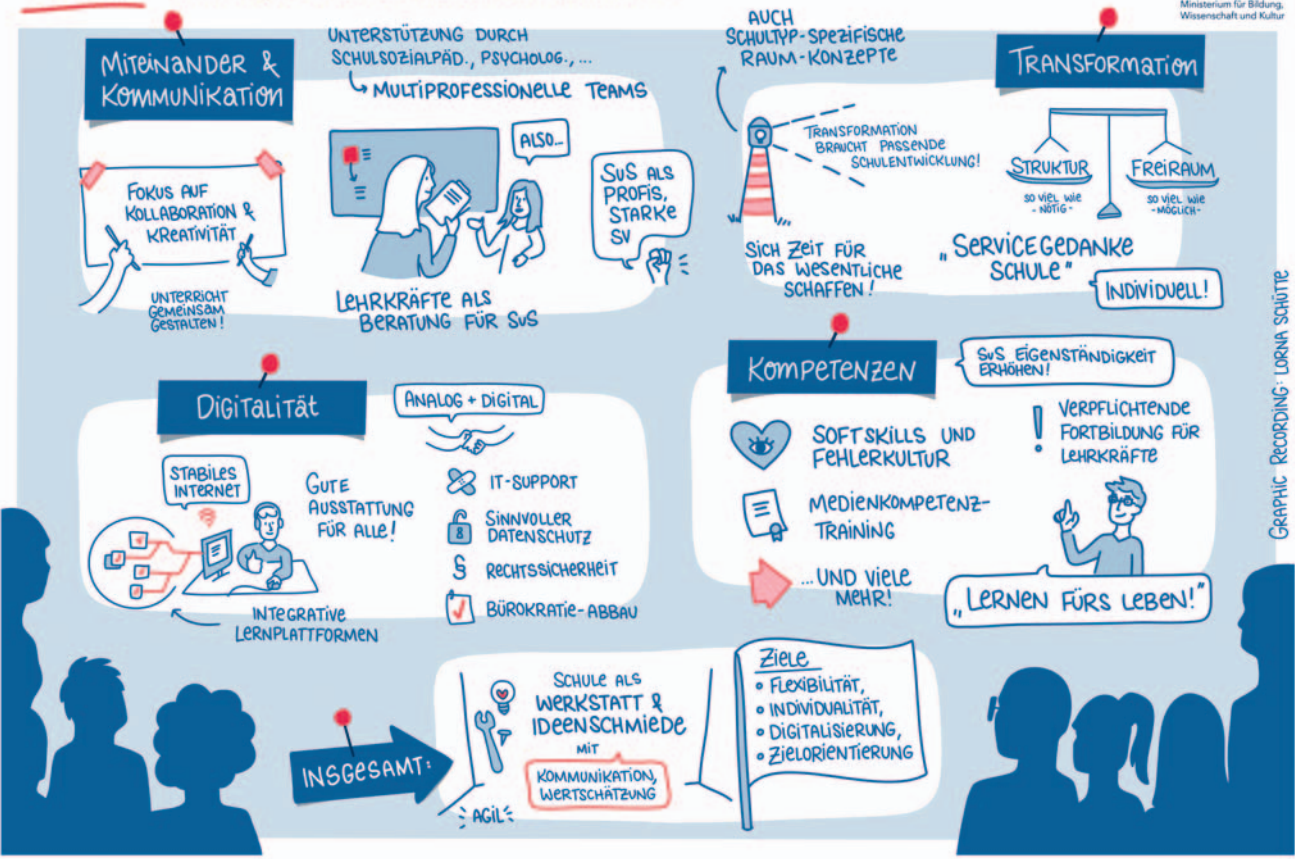 Ministerium für Bildung,
Wissenschaft und Kultur
MITEINANDER &
KOMMUNIKATION
UNTERSTÜTZUNG DURCH
SCHULSOZIALPÄD., PSYCHOLOG., ...
MULTIPROFESSIONELLE TEAMS
FOKUS AUF
KOLLABORATION &
KREATIVITÄT
UNTERRICHT
GEMEINSAM
GESTALTEN!
ALSO...
SUS ALS
PROFIS,
STARKE
SV
LEHRKRÄFTE ALS
BERATUNG FÜR SUS
AUCH
SCHULTYP-SPEZIFISCHE
RAUM-KONZEPTE
TRANSFORMATION
BRAUCHT PASSENDE
SCHULENTWICKLUNG!
SICH ZEIT FÜR
DAS WESENTLICHE
SCHAFFEN!
TRANSFORMATION
STRUKTUR
SO VIEL WIE
- NÖTIG -
FREIRAUM
SO VIEL WIE
- MÖGLICH -
„SERVICEGEDANKE
SCHULE"
INDIVIDUELL!
DIGITALITÄT
STABILES
INTERNET
GUTE
AUSSTATTUNG
FÜR ALLE!
INTEGRATIVE
LERNPLATTFORMEN
ANALOG + DIGITAL
IT-SUPPORT
SINNVOLLER
DATENSCHUTZ
§ RECHTSSICHERHEIT
BÜROKRATIE-ABBAU
KOMPETENZEN
SUS EIGENSTÄNDIGKEIT
ERHÖHEN!
SOFTSKILLS UND
FEHLERKULTUR
MEDIENKOMPETENZ-
TRAINING
...UND VIELE
MEHR!
! VERPFLICHTENDE
FORTBILDUNG FÜR
LEHRKRÄFTE
„LERNEN FÜRS LEBEN!"
INSGESAMT:
SCHULE ALS
WERKSTATT &
IDEENSCHMIEDE
MIT
KOMMUNIKATION,
WERTSCHÄTZUNG
AGIL
ZIELE
• FLEXIBILITÄT,
• INDIVIDUALITÄT,
• DIGITALISIERUNG,
• ZIELORIENTIERUNG
GRAPHIC RECORDING: LORNA SCHÜTTE